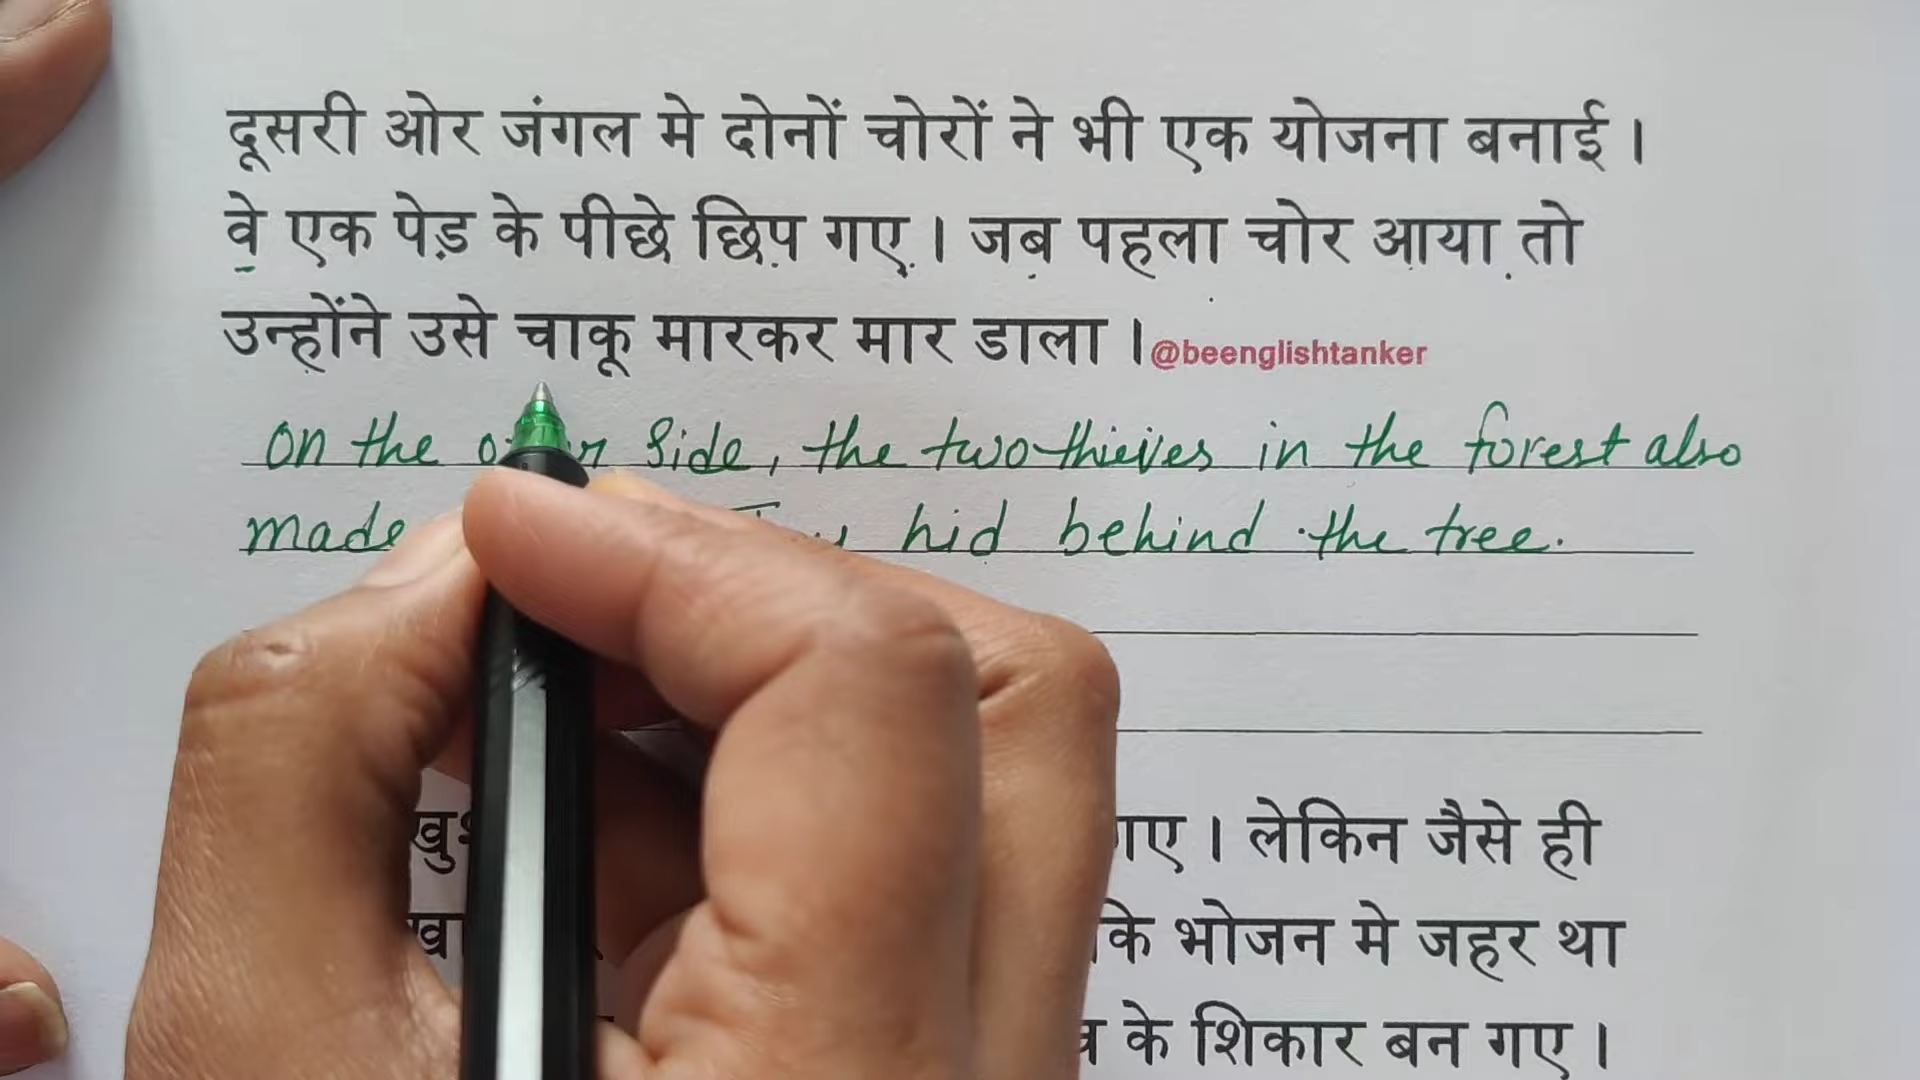 दूसरी ओर जंगल मे दोनों चोरों ने भी एक योजना बनाई ।
वे एक पेड़ के पीछे छिप गए । जब पहला चोर आया तो
उन्होंने उसे चाकू मारकर मार डाला । @beenglishtanker
on the side, the two thieves in the forest also
made hid behind the tree.
गए । लेकिन जैसे ही
कि भोजन मे जहर था
के शिकार बन गए ।